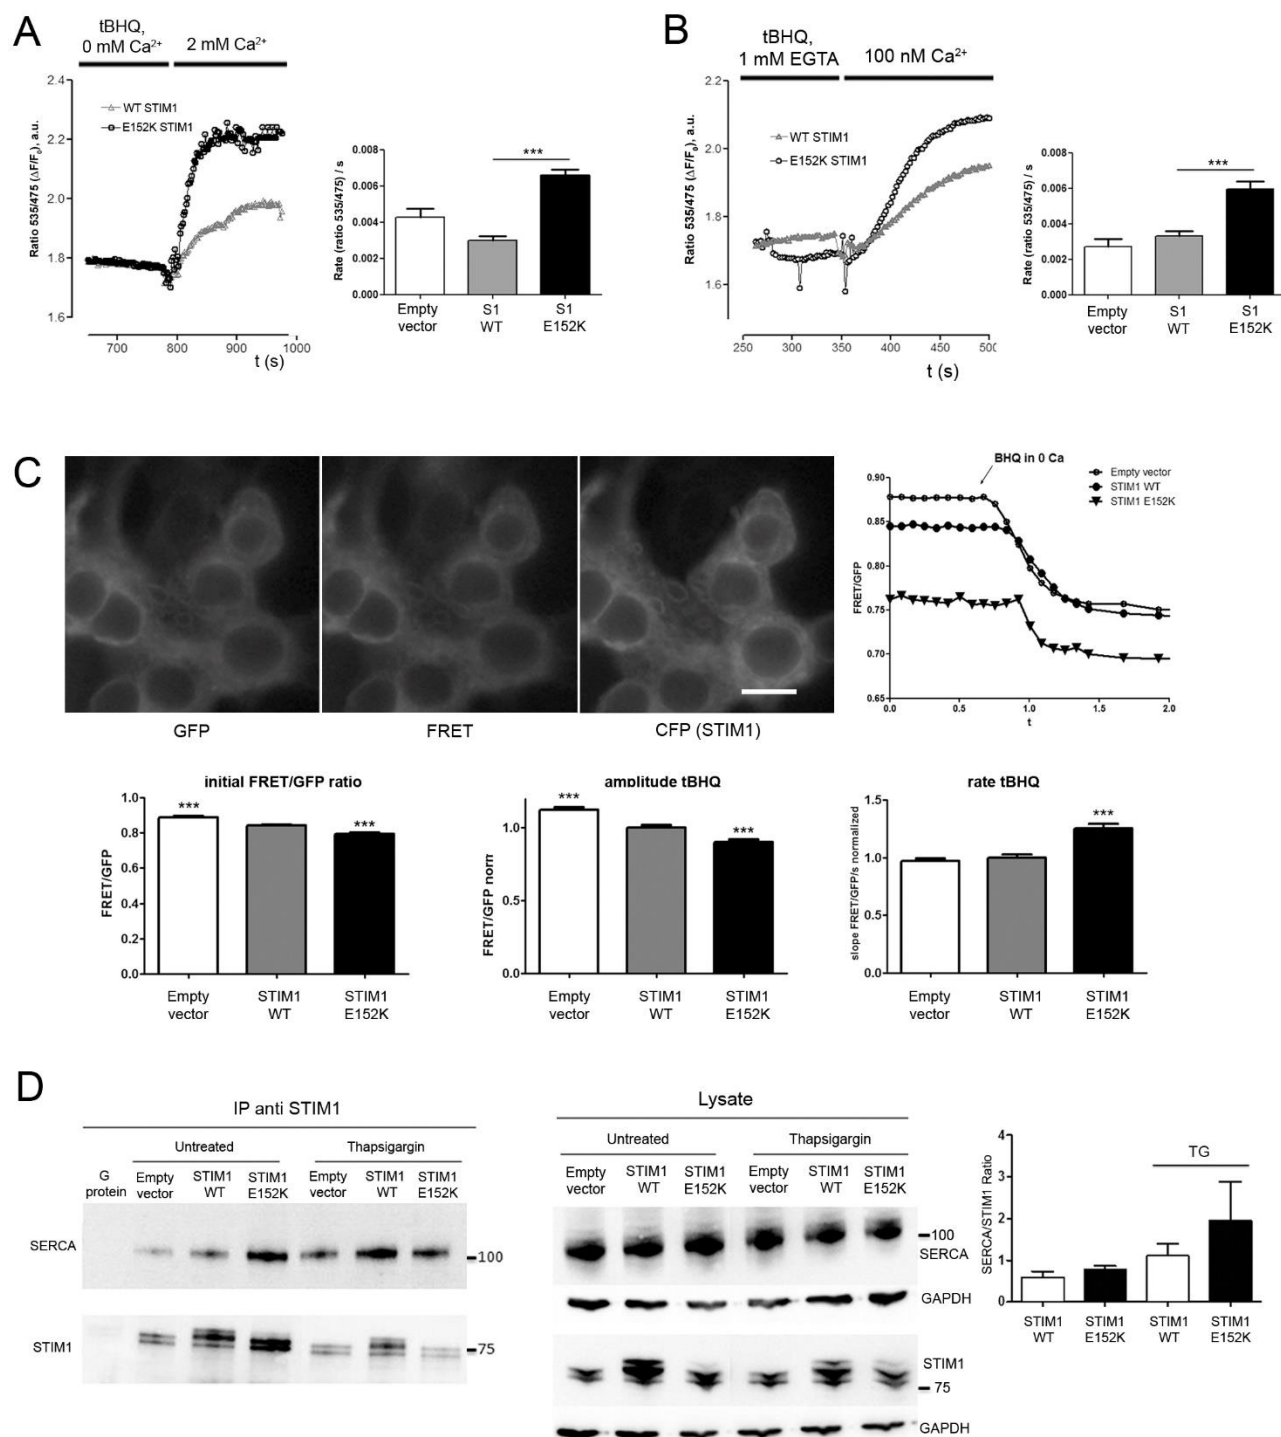 A
tBHQ,
0 mM Ca²⁺
2 mM Ca²⁺
Ratio 535/475 (ΔF/F₀), a.u.
2.4
2.2
2.0
1.8
1.6
WT STIM1
E152K STIM1
700
800
900
1000
t (s)
Rate (ratio 535/475) / s
0.008
0.006
0.004
0.002
0.000
***
Empty
vector
S1
WT
S1
E152K
B
tBHQ,
1 mM EGTA
100 nM Ca²⁺
Ratio 535/475 (ΔF/F₀), a.u.
2.2
2.0
1.8
1.6
WT STIM1
E152K STIM1
250
300
350
400
450
500
t (s)
Rate (ratio 535/475) / s
0.008
0.006
0.004
0.002
0.000
***
Empty
vector
S1
WT
S1
E152K
C
GFP
FRET
CFP (STIM1)
BHQ in 0 Ca
Empty vector
STIM1 WT
STIM1 E152K
FRET/GFP
0.90
0.85
0.80
0.75
0.70
0.65
0.0
0.5
1.0
1.5
2.0
t
initial FRET/GFP ratio
FRET/GFP
1.0
0.8
0.6
0.4
0.2
0.0
***
***
Empty
vector
STIM1
WT
STIM1
E152K
amplitude tBHQ
FRET/GFP norm
1.0
0.5
0.0
***
***
Empty
vector
STIM1
WT
STIM1
E152K
rate tBHQ
slope FRET/GFP/s normalized
1.5
1.0
0.5
0.0
***
Empty
vector
STIM1
WT
STIM1
E152K
D
IP anti STIM1
Untreated
Thapsigargin
G
protein
Empty
vector
STIM1
WT
STIM1
E152K
Empty
vector
STIM1
WT
STIM1
E152K
SERCA
100
STIM1
75
Lysate
Untreated
Thapsigargin
Empty
vector
STIM1
WT
STIM1
E152K
Empty
vector
STIM1
WT
STIM1
E152K
100
SERCA
GAPDH
STIM1
75
GAPDH
SERCA/STIM1 Ratio
4
3
2
1
0
TG
STIM1
WT
STIM1
E152K
STIM1
WT
STIM1
E152K